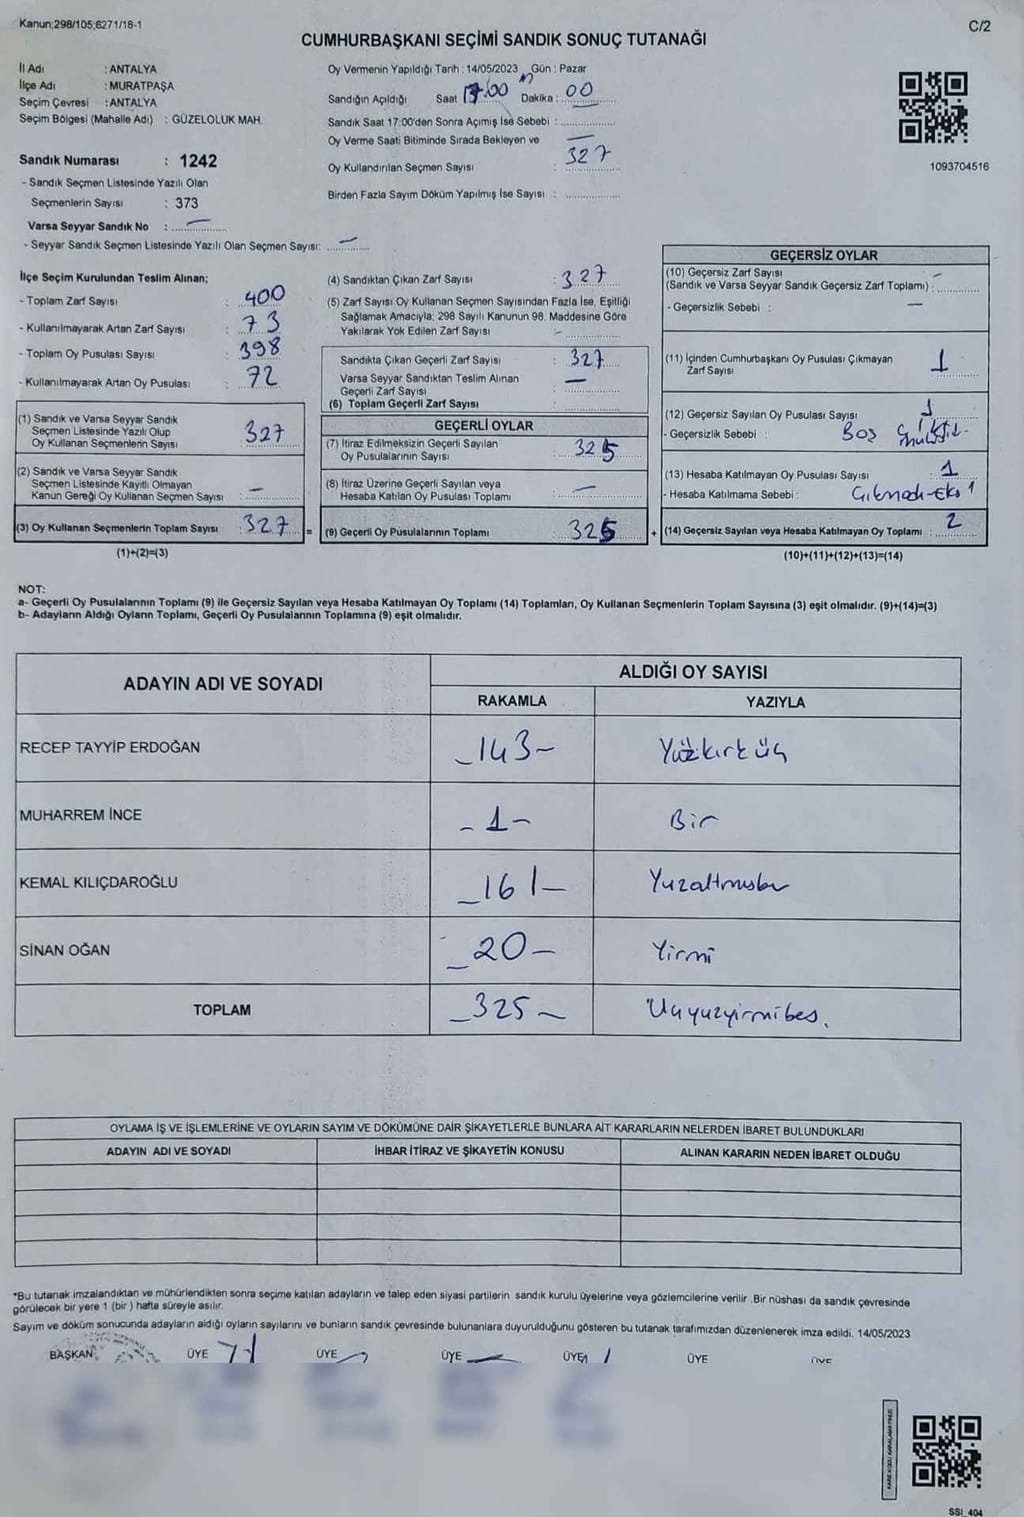 Kanun;298/105;6271/18-1
C/2
CUMHURBAŞKANI SEÇİMİ SANDIK SONUÇ TUTANAĞI
İl Adı : ANTALYA
İlçe Adı : MURATPAŞA
Seçim Çevresi : ANTALYA
Seçim Bölgesi (Mahalle Adı) : GÜZELOLUK MAH.
Sandık Numarası : 1242
- Sandık Seçmen Listesinde Yazılı Olan
Seçmenlerin Sayısı : 373
Varsa Seyyar Sandık No : —
- Seyyar Sandık Seçmen Listesinde Yazılı Olan Seçmen Sayısı: —
Oy Vermenin Yapıldığı Tarih : 14/05/2023 Gün : Pazar
Sandığın Açıldığı Saat 17:00 Dakika : 00
Sandık Saat 17:00'den Sonra Açımış İse Sebebi :
Oy Verme Saati Bitiminde Sırada Bekleyen ve —
Oy Kullandırılan Seçmen Sayısı : 327
Birden Fazla Sayım Döküm Yapılmış İse Sayısı :
1093704516
İlçe Seçim Kurulundan Teslim Alınan;
- Toplam Zarf Sayısı : 400
- Kullanılmayarak Artan Zarf Sayısı : 73
- Toplam Oy Pusulası Sayısı : 398
- Kullanılmayarak Artan Oy Pusulası : 72
(1) Sandık ve Varsa Seyyar Sandık
Seçmen Listesinde Yazılı Olup
Oy Kullanan Seçmenlerin Sayısı : 327
(2) Sandık ve Varsa Seyyar Sandık
Seçmen Listesinde Kayıtlı Olmayan
Kanun Gereği Oy Kullanan Seçmen Sayısı : —
(3) Oy Kullanan Seçmenlerin Toplam Sayısı : 327 =
(1)+(2)=(3)
(4) Sandıktan Çıkan Zarf Sayısı : 327
(5) Zarf Sayısı Oy Kullanan Seçmen Sayısından Fazla İse, Eşitliği
Sağlamak Amacıyla; 298 Sayılı Kanunun 98. Maddesine Göre
Yakılarak Yok Edilen Zarf Sayısı : —
Sandıkta Çıkan Geçerli Zarf Sayısı : 327
Varsa Seyyar Sandıktan Teslim Alınan —
Geçerli Zarf Sayısı :
(6) Toplam Geçerli Zarf Sayısı :
GEÇERLİ OYLAR
(7) İtiraz Edilmeksizin Geçerli Sayılan
Oy Pusulalarının Sayısı : 325
(8) İtiraz Üzerine Geçerli Sayılan veya
Hesaba Katılan Oy Pusulası Toplamı : —
(9) Geçerli Oy Pusulalarının Toplamı : 325 +
GEÇERSİZ OYLAR
(10) Geçersiz Zarf Sayısı —
(Sandık ve Varsa Seyyar Sandık Geçersiz Zarf Toplamı) :
- Geçersizlik Sebebi : —
(11) İçinden Cumhurbaşkanı Oy Pusulası Çıkmayan
Zarf Sayısı : 1
(12) Geçersiz Sayılan Oy Pusulası Sayısı : 1
- Geçersizlik Sebebi : Boş
(13) Hesaba Katılmayan Oy Pusulası Sayısı : 1
- Hesaba Katılmama Sebebi :
(14) Geçersiz Sayılan veya Hesaba Katılmayan Oy Toplamı : 2
(10)+(11)+(12)+(13)=(14)
NOT:
a- Geçerli Oy Pusulalarının Toplamı (9) ile Geçersiz Sayılan veya Hesaba Katılmayan Oy Toplamı (14) Toplamları, Oy Kullanan Seçmenlerin Toplam Sayısına (3) eşit olmalıdır. (9)+(14)=(3)
b- Adayların Aldığı Oyların Toplamı, Geçerli Oy Pusulalarının Toplamına (9) eşit olmalıdır.
ADAYIN ADI VE SOYADI
ALDIĞI OY SAYISI
RAKAMLA
YAZIYLA
RECEP TAYYİP ERDOĞAN -143- Yüzkırküç
MUHARREM İNCE -1- Bir
KEMAL KILIÇDAROĞLU -161- Yuzaltmısbır
SİNAN OĞAN -20- Yirmi
TOPLAM -325- Üçyuzyirmibes.
OYLAMA İŞ VE İŞLEMLERİNE VE OYLARIN SAYIM VE DÖKÜMÜNE DAİR ŞİKAYETLERLE BUNLARA AİT KARARLARIN NELERDEN İBARET BULUNDUKLARI
ADAYIN ADI VE SOYADI
İHBAR İTİRAZ VE ŞİKAYETİN KONUSU
ALINAN KARARIN NEDEN İBARET OLDUĞU
*Bu tutanak imzalandıktan ve mühürlendikten sonra seçime katılan adayların ve talep eden siyasi partilerin sandık kurulu üyelerine veya gözlemcilerine verilir .Bir nüshası da sandık çevresinde
görülecek bir yere 1 (bir ) hafta süreyle asılır.
Sayım ve döküm sonucunda adayların aldığı oyların sayılarını ve bunların sandık çevresinde bulunanlara duyurulduğunu gösteren bu tutanak tarafımızdan düzenlenerek imza edildi. 14/05/2023
BAŞKAN ÜYE ÜYE ÜYE ÜYE ÜYE ÜYE
SSI_404